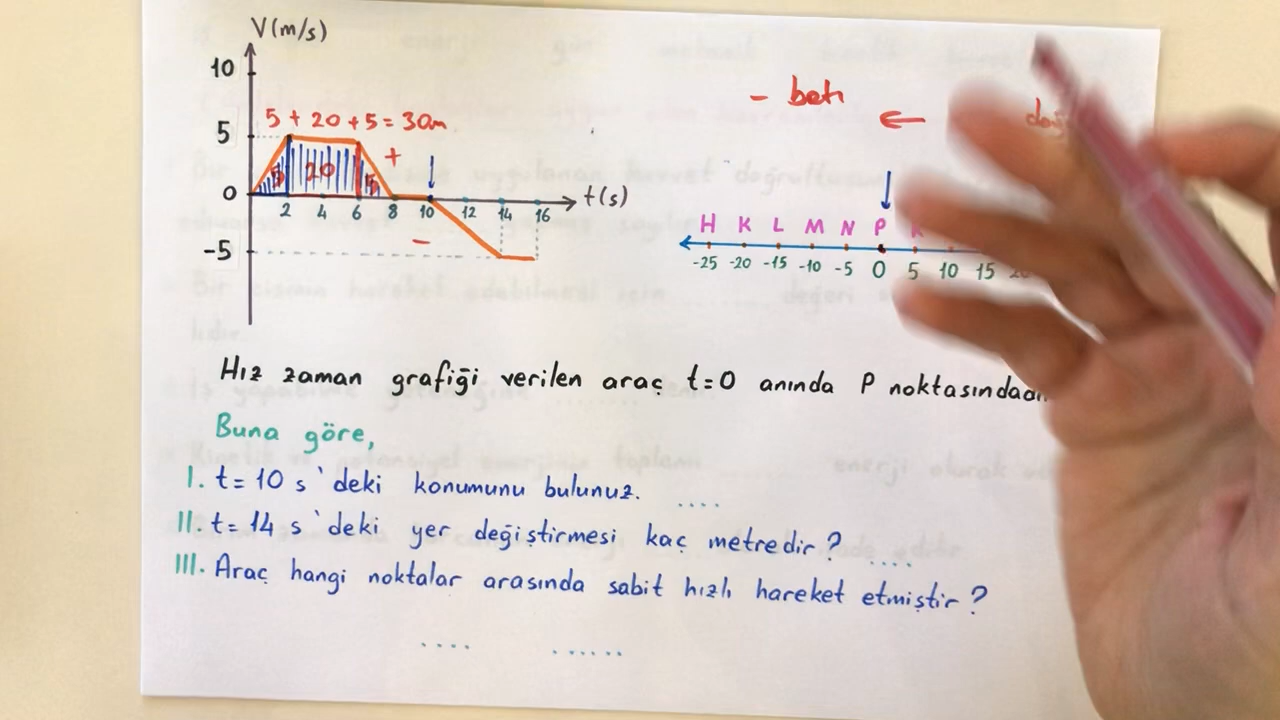 V(m/s)
10
5 + 20 + 5 = 30m
5
+
5 20 5
0
t(s)
2 4 6 8 10 12 14 16
-
-5
- batı
H K L M N P
-25 -20 -15 -10 -5 0 5 10 15
Hız zaman grafiği verilen araç t=0 anında P noktasından
Buna göre,
I. t= 10 s 'deki konumunu bulunuz. ....
II. t= 14 s 'deki yer değiştirmesi kaç metredir? ....
III. Araç hangi noktalar arasında sabit hızlı hareket etmiştir?
.... ......